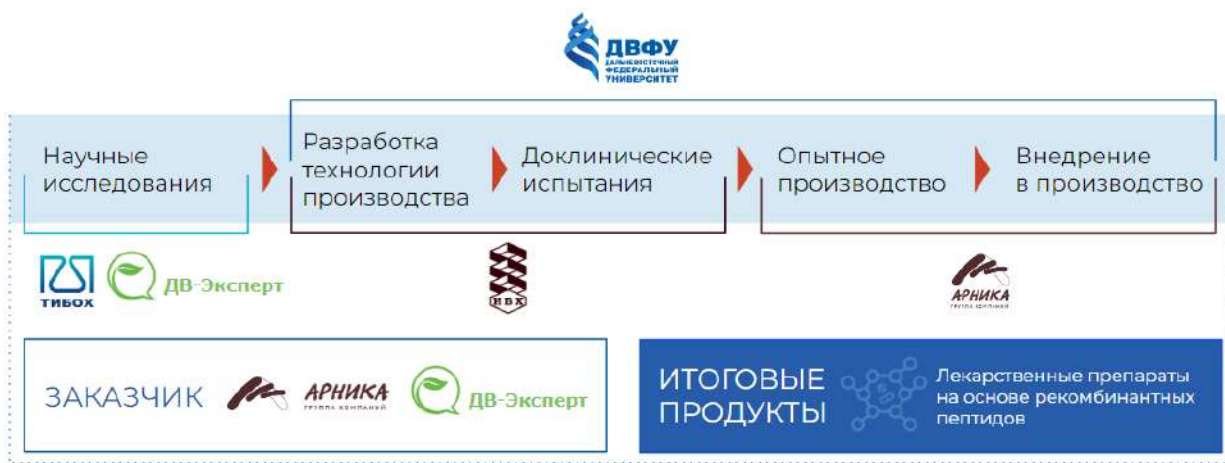 ДВФУ
ДАЛЬНЕВОСТОЧНЫЙ
ФЕДЕРАЛЬНЫЙ
УНИВЕРСИТЕТ
Научные
исследования
Разработка
технологии
производства
Доклинические
испытания
Опытное
производство
Внедрение
в производство
ТИБОХ
ДВ-Эксперт
ИБХ
АРНИКА
ГРУППА КОМПАНИЙ
ЗАКАЗЧИК
АРНИКА
ГРУППА КОМПАНИЙ
ДВ-Эксперт
ИТОГОВЫЕ
ПРОДУКТЫ
Лекарственные препараты
на основе рекомбинантных
пептидов